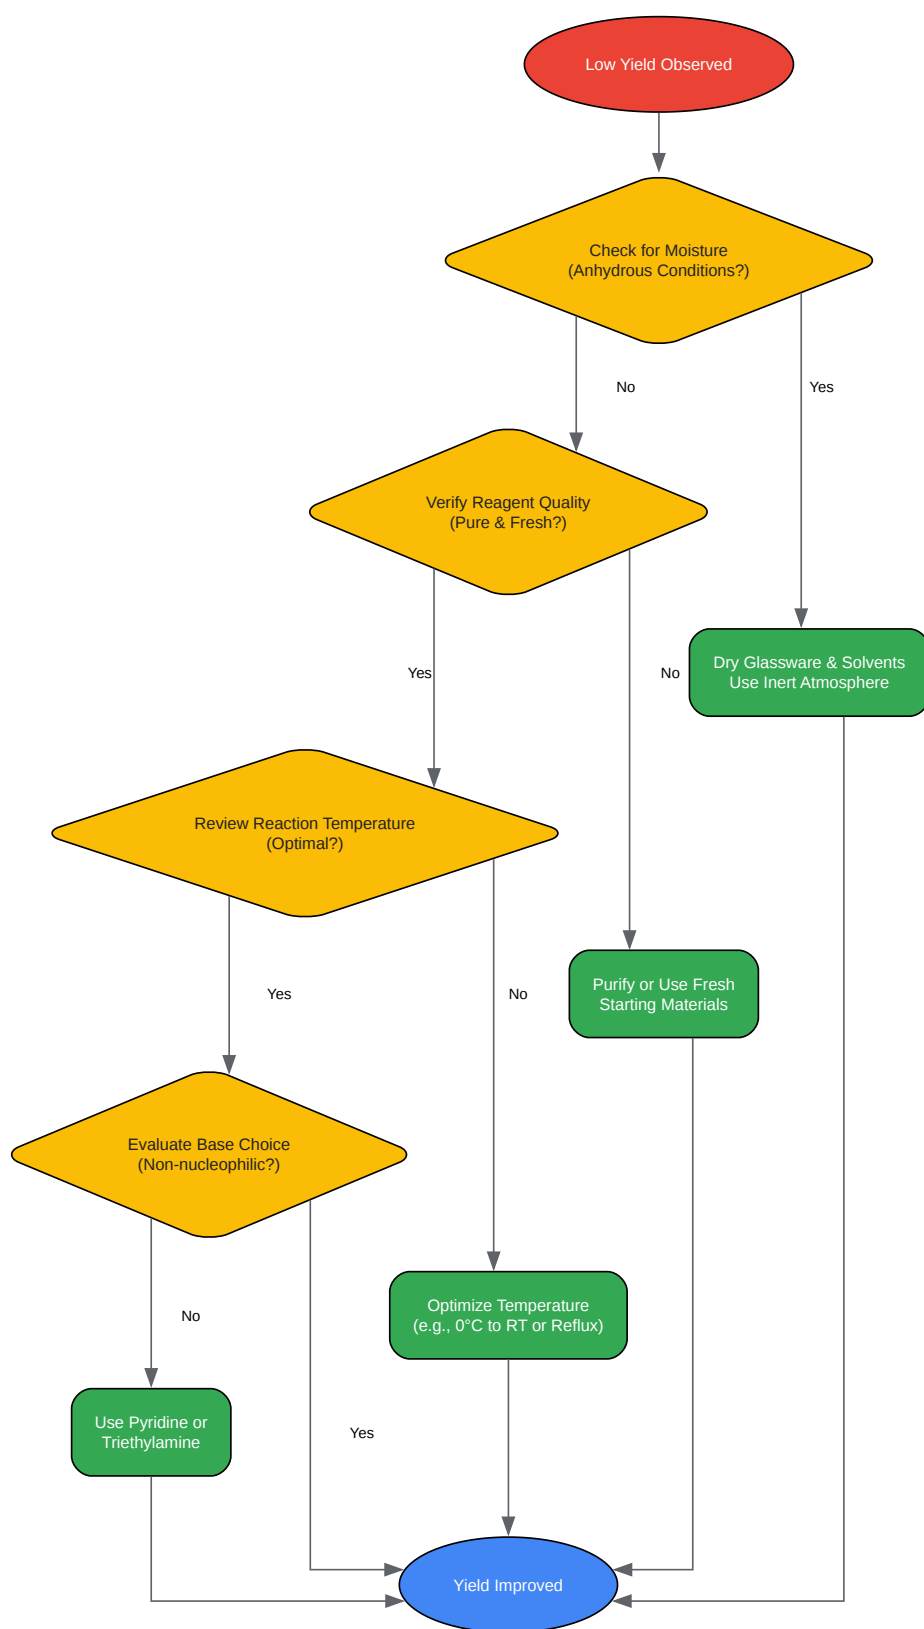 Low Yield Observed
Check for Moisture
(Anhydrous Conditions?)
No
Yes
Verify Reagent Quality
(Pure & Fresh?)
Dry Glassware & Solvents
Use Inert Atmosphere
Yes
No
Review Reaction Temperature
(Optimal?)
Yes
No
Purify or Use Fresh
Starting Materials
Evaluate Base Choice
(Non-nucleophilic?)
No
Optimize Temperature
(e.g., 0°C to RT or Reflux)
Use Pyridine or
Triethylamine
Yes
Yield Improved